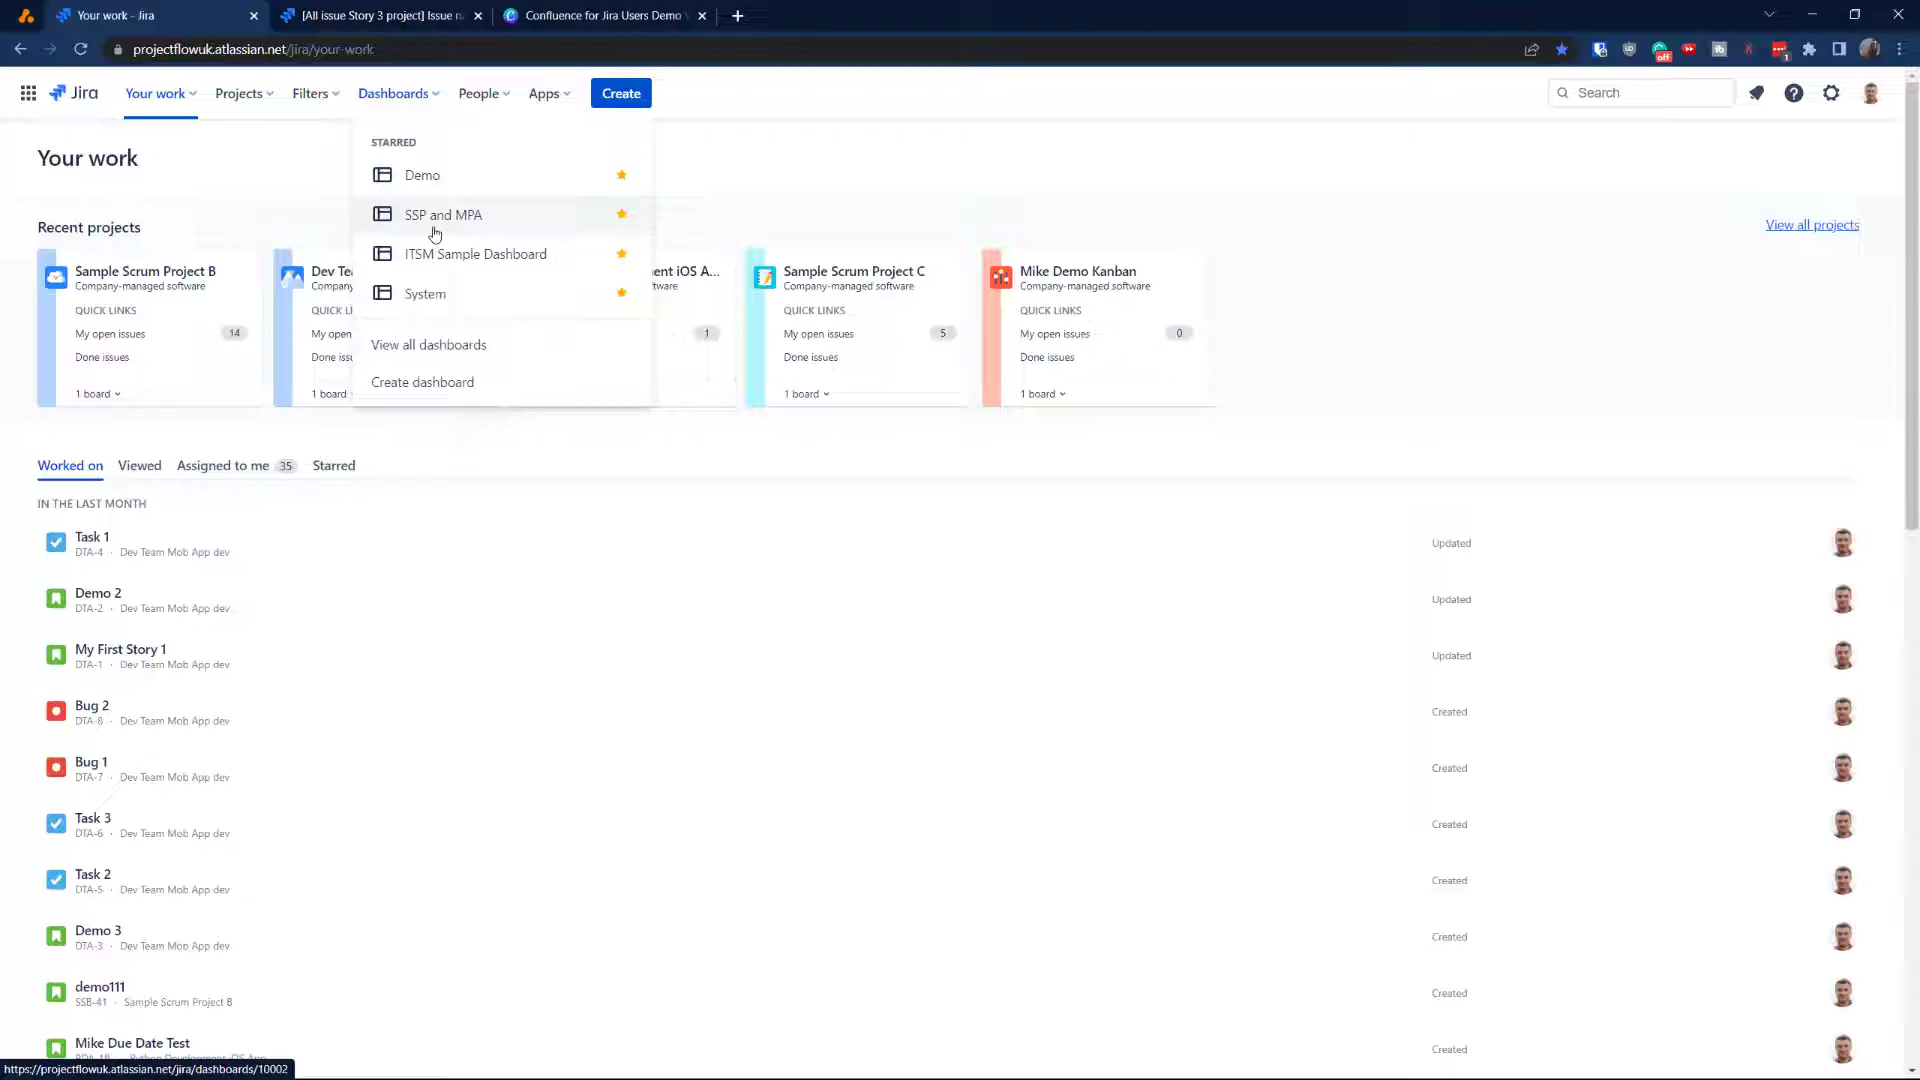 Your work - Jira
[All issue Story 3 project] Issue n
Confluence for Jira Users Demo
projectflowuk.atlassian.net/jira/your-work
off
1
Jira
Your work
Projects
Filters
Dashboards
People
Apps
Create
Search
Your work
STARRED
Demo
SSP and MPA
ITSM Sample Dashboard
System
View all dashboards
Create dashboard
Recent projects
View all projects
Sample Scrum Project B
Company-managed software
QUICK LINKS
My open issues
14
Done issues
1 board
Dev Te
Compan
QUICK LI
My open
Done issu
1 board
ent iOS A...
tware
1
Sample Scrum Project C
Company-managed software
QUICK LINKS
My open issues
5
Done issues
1 board
Mike Demo Kanban
Company-managed software
QUICK LINKS
My open issues
0
Done issues
1 board
Worked on
Viewed
Assigned to me 35
Starred
IN THE LAST MONTH
Task 1
DTA-4 · Dev Team Mob App dev
Updated
Demo 2
DTA-2 · Dev Team Mob App dev
Updated
My First Story 1
DTA-1 · Dev Team Mob App dev
Updated
Bug 2
DTA-8 · Dev Team Mob App dev
Created
Bug 1
DTA-7 · Dev Team Mob App dev
Created
Task 3
DTA-6 · Dev Team Mob App dev
Created
Task 2
DTA-5 · Dev Team Mob App dev
Created
Demo 3
DTA-3 · Dev Team Mob App dev
Created
demo111
SSB-41 · Sample Scrum Project B
Created
Mike Due Date Test
Created
https://projectflowuk.atlassian.net/jira/dashboards/10002